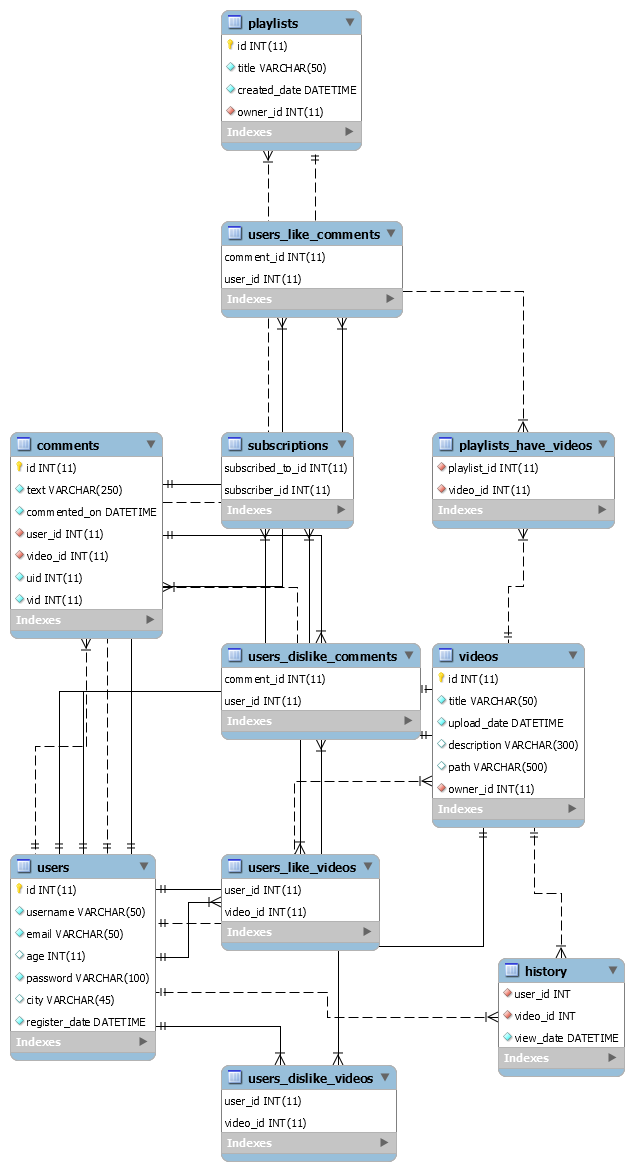 playlists
id INT(11)
title VARCHAR(50)
created_date DATETIME
owner_id INT(11)
Indexes
users_like_comments
comment_id INT(11)
user_id INT(11)
Indexes
comments
id INT(11)
text VARCHAR(250)
commented_on DATETIME
user_id INT(11)
video_id INT(11)
uid INT(11)
vid INT(11)
Indexes
subscriptions
subscribed_to_id INT(11)
subscriber_id INT(11)
Indexes
playlists_have_videos
playlist_id INT(11)
video_id INT(11)
Indexes
users_dislike_comments
comment_id INT(11)
user_id INT(11)
Indexes
videos
id INT(11)
title VARCHAR(50)
upload_date DATETIME
description VARCHAR(300)
path VARCHAR(500)
owner_id INT(11)
Indexes
users
id INT(11)
username VARCHAR(50)
email VARCHAR(50)
age INT(11)
password VARCHAR(100)
city VARCHAR(45)
register_date DATETIME
Indexes
users_like_videos
user_id INT(11)
video_id INT(11)
Indexes
history
user_id INT
video_id INT
view_date DATETIME
Indexes
users_dislike_videos
user_id INT(11)
video_id INT(11)
Indexes